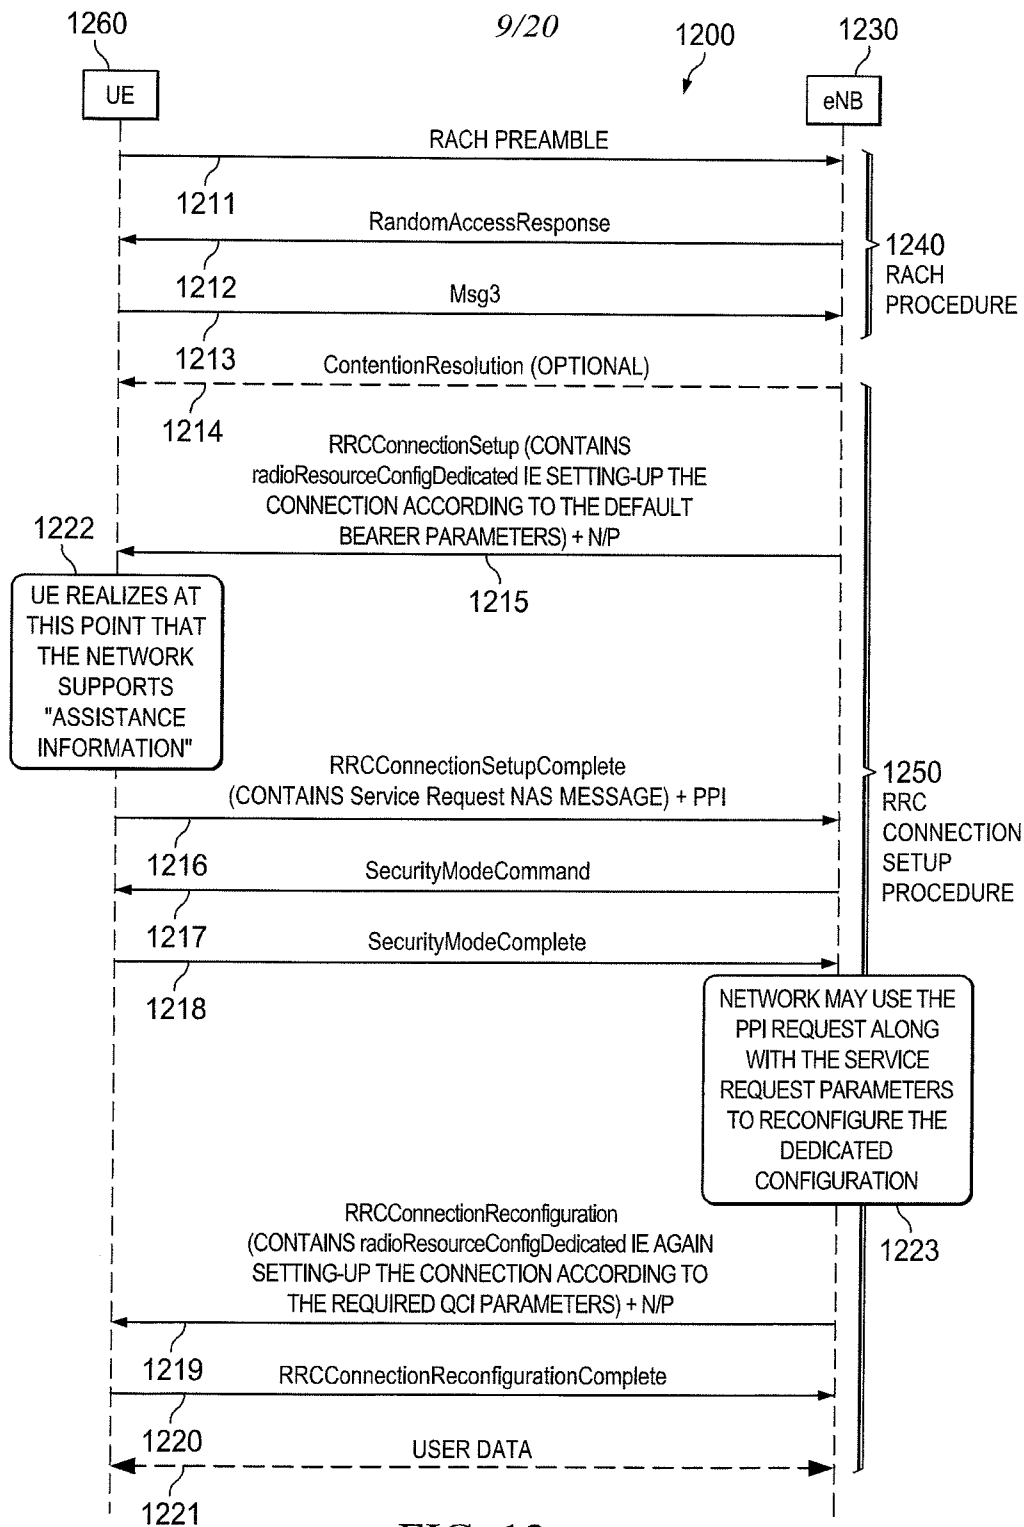 1260
9/20
1200
1230
UE
eNB
RACH PREAMBLE
1211
RandomAccessResponse
1240
RACH
PROCEDURE
1212
Msg3
1213
ContentionResolution (OPTIONAL)
1214
RRCConnectionSetup (CONTAINS
radioResourceConfigDedicated IE SETTING-UP THE
CONNECTION ACCORDING TO THE DEFAULT
BEARER PARAMETERS) + N/P
1222
1215
UE REALIZES AT
THIS POINT THAT
THE NETWORK
SUPPORTS
"ASSISTANCE
INFORMATION"
RRCConnectionSetupComplete
(CONTAINS Service Request NAS MESSAGE) + PPI
1250
RRC
CONNECTION
SETUP
PROCEDURE
1216
SecurityModeCommand
1217
SecurityModeComplete
1218
NETWORK MAY USE THE
PPI REQUEST ALONG
WITH THE SERVICE
REQUEST PARAMETERS
TO RECONFIGURE THE
DEDICATED
CONFIGURATION
1223
RRCConnectionReconfiguration
(CONTAINS radioResourceConfigDedicated IE AGAIN
SETTING-UP THE CONNECTION ACCORDING TO
THE REQUIRED QCI PARAMETERS) + N/P
1219
RRCConnectionReconfigurationComplete
1220
USER DATA
1221